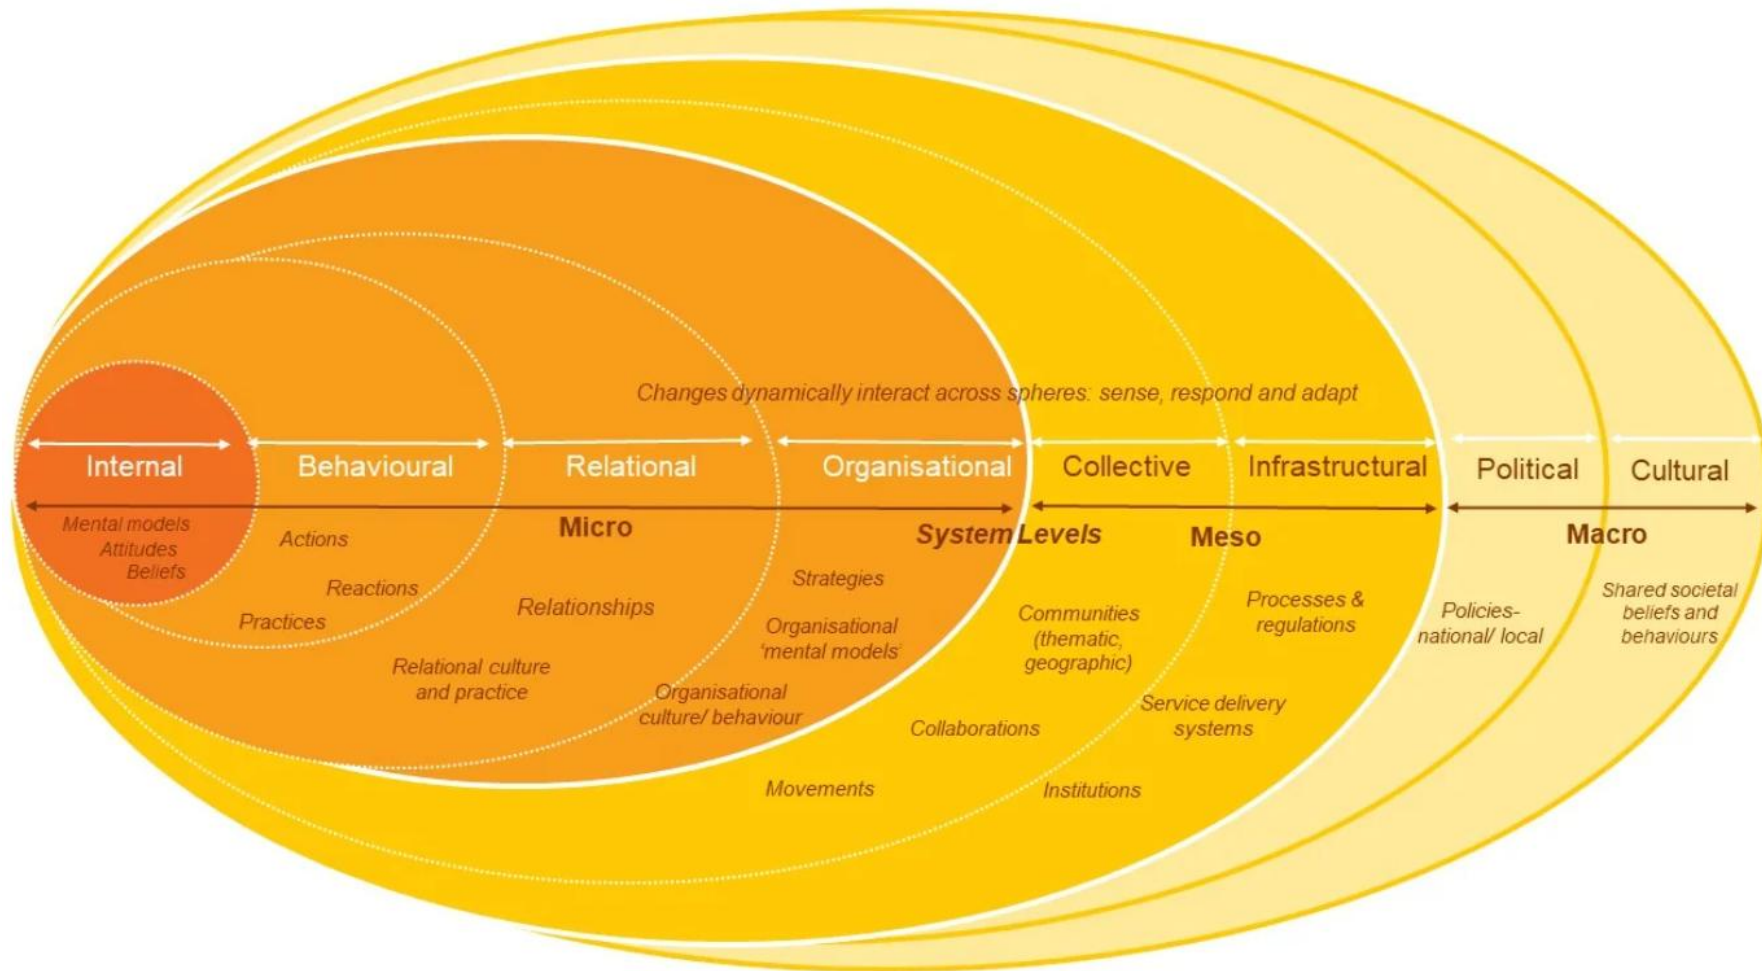 Changes dynamically interact across spheres: sense, respond and adapt
Internal
Behavioural
Relational
Organisational
Collective
Infrastructural
Political
Cultural
Micro
System Levels
Meso
Macro
Mental models
Attitudes
Beliefs
Actions
Reactions
Practices
Relationships
Relational culture
and practice
Strategies
Organisational
‘mental models’
Organisational
culture/ behaviour
Communities
(thematic,
geographic)
Collaborations
Movements
Processes &
regulations
Service delivery
systems
Institutions
Policies-
national/ local
Shared societal
beliefs and
behaviours